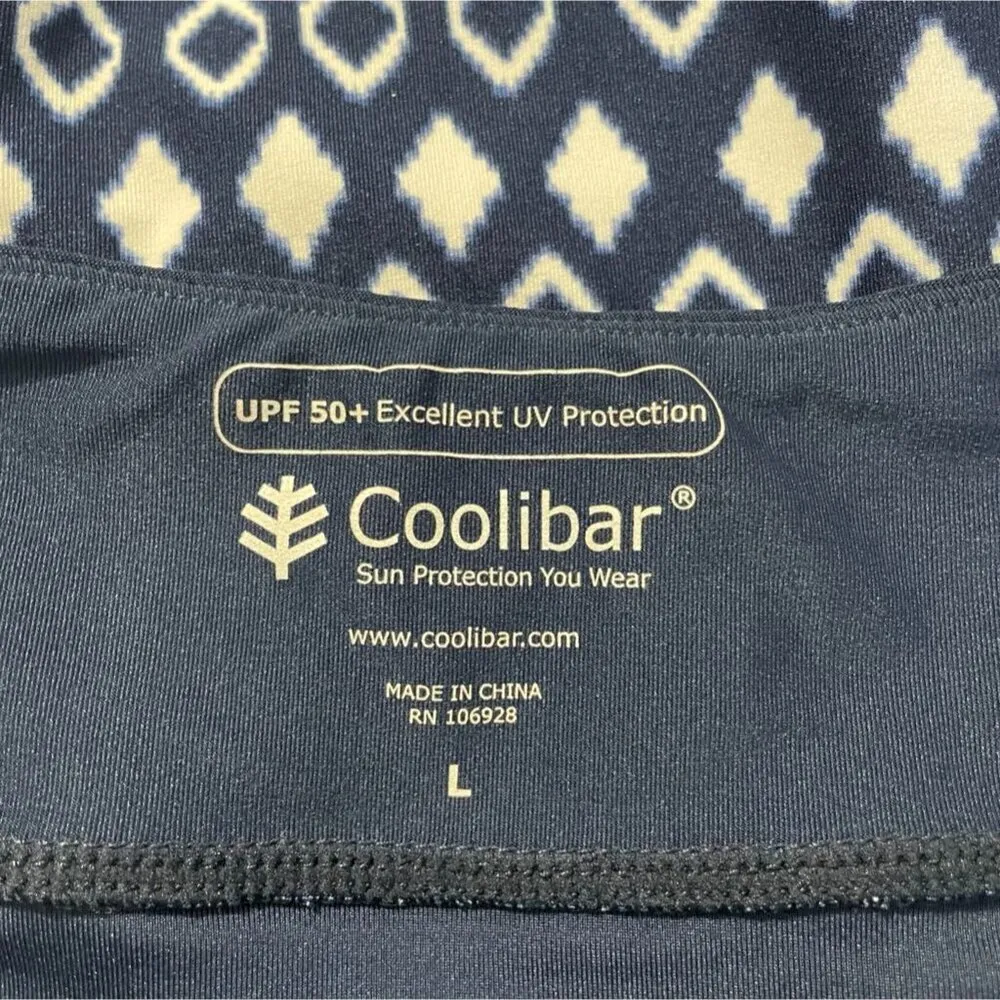 UPF 50+ Excellent UV Protection
Coolibar®
Sun Protection You Wear
www.coolibar.com
MADE IN CHINA
RN 106928
L